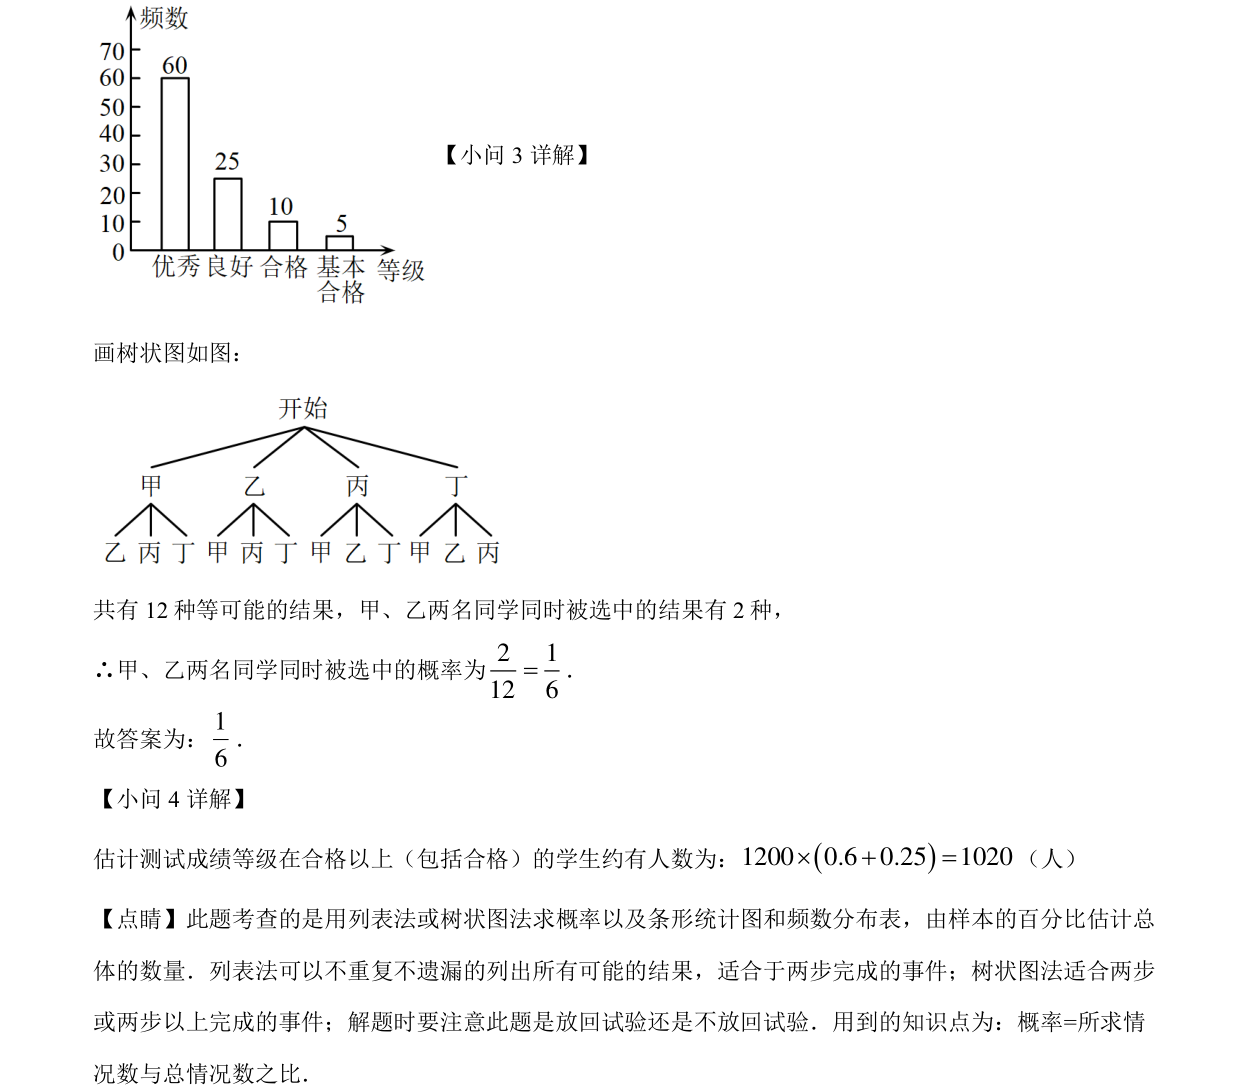 频数
70
60
50
40
30
20
10
0
60
25
10
5
优秀 良好 合格 基本合格 等级
【小问 3 详解】
画树状图如图：
开始
甲 乙 丙 丁
乙 丙 丁 甲 丙 丁 甲 乙 丁 甲 乙 丙
共有 12 种等可能的结果，甲、乙两名同学同时被选中的结果有 2 种，
∴甲、乙两名同学同时被选中的概率为 2/12 = 1/6 ．
故答案为： 1/6 ．
【小问 4 详解】
估计测试成绩等级在合格以上（包括合格）的学生约有人数为：1200×(0.6+0.25)=1020（人）
【点睛】此题考查的是用列表法或树状图法求概率以及条形统计图和频数分布表，由样本的百分比估计总
体的数量．列表法可以不重复不遗漏的列出所有可能的结果，适合于两步完成的事件；树状图法适合两步
或两步以上完成的事件；解题时要注意此题是放回试验还是不放回试验．用到的知识点为：概率=所求情
况数与总情况数之比．